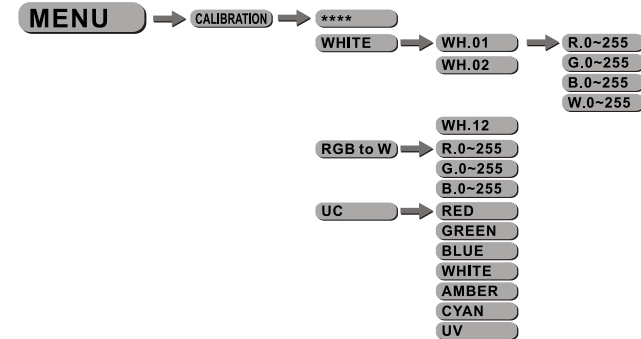 MENU CALIBRATION ****
WHITE WH.01 R.0~255
WH.02 G.0~255
B.0~255
W.0~255
WH.12
RGB to W R.0~255
G.0~255
B.0~255
UC RED
GREEN
BLUE
WHITE
AMBER
CYAN
UV